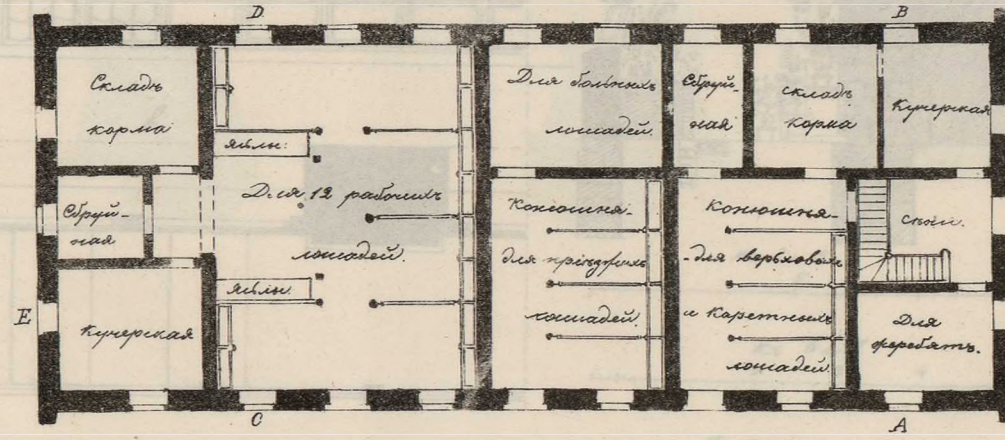 D
B
Складъ
корма
Сбруй-
ная
Кучерская
ясли:
Для 12 рабочихъ
лошадей.
ясли.
Для больныхъ
лошадей.
Сбруй-
ная
складъ
корма
Кучерская
Конюшня-
для приѣзжихъ
лошадей.
Конюшня-
-для верховыхъ
и каретныхъ
лошадей.
сѣни.
Для
жеребятъ.
E
C
A